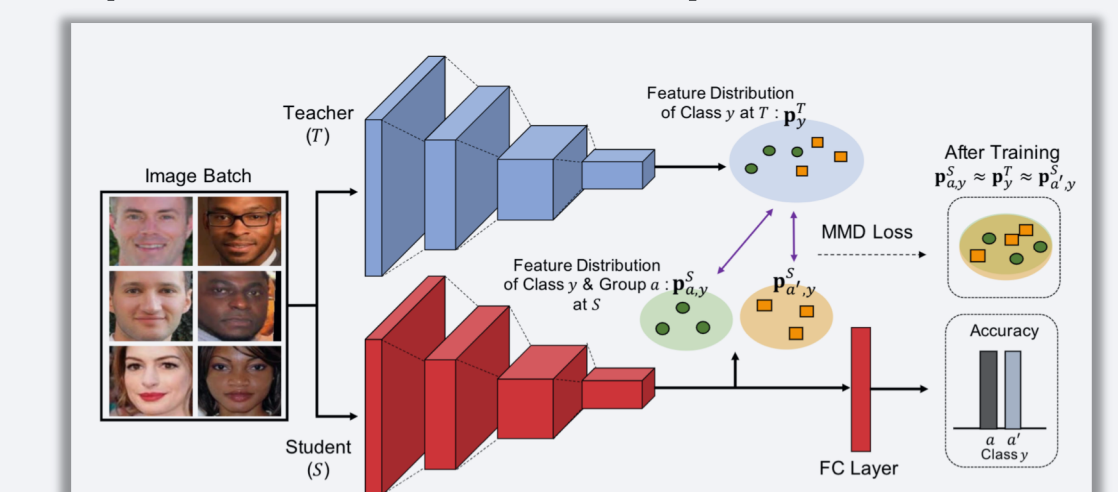 Teacher
(T)
Feature Distribution
of Class y at T : p_y^T
Image Batch
After Training
p_{a,y}^S ≈ p_y^T ≈ p_{a',y}^S
MMD Loss
Feature Distribution
of Class y & Group a : p_{a,y}^S
at S
p_{a',y}^S
Accuracy
a a'
Class y
Student
(S)
FC Layer